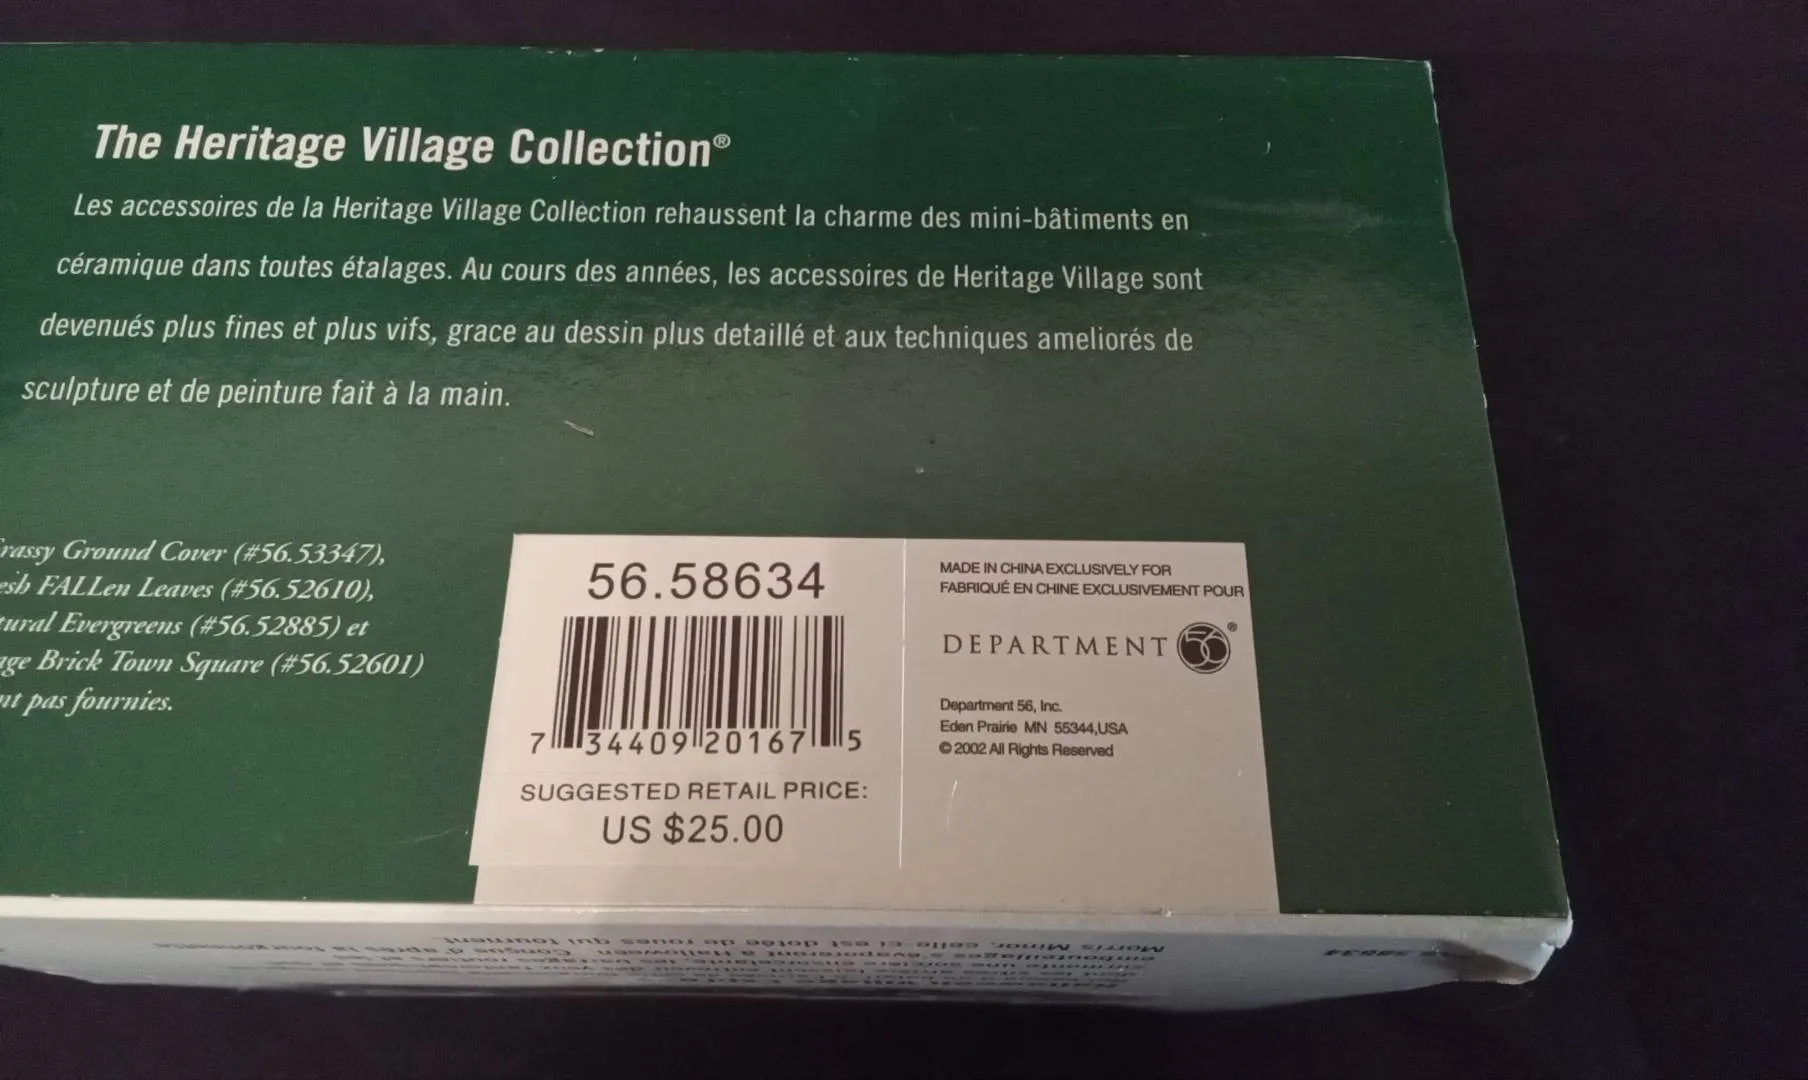 The Heritage Village Collection®
Les accessoires de la Heritage Village Collection rehaussent la charme des mini-bâtiments en
céramique dans toutes étalages. Au cours des années, les accessoires de Heritage Village sont
devenués plus fines et plus vifs, grace au dessin plus detaillé et aux techniques ameliorés de
sculpture et de peinture fait à la main.
Ground Cover (#56.53347),
FALLen Leaves (#56.52610),
Evergreens (#56.52885) et
Brick Town Square (#56.52601)
pas fournies.
56.58634
7 34409 20167 5
SUGGESTED RETAIL PRICE:
US $25.00
MADE IN CHINA EXCLUSIVELY FOR
FABRIQUÉ EN CHINE EXCLUSIVEMENT POUR
DEPARTMENT 56®
Department 56, Inc.
Eden Prairie MN 55344,USA
© 2002 All Rights Reserved